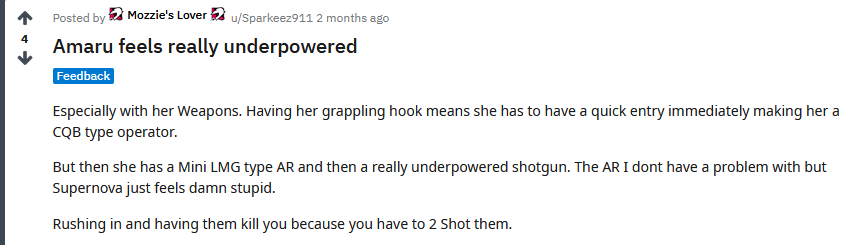 Posted by Mozzie's Lover u/Sparkeez911 2 months ago
4
Amaru feels really underpowered
Feedback
Especially with her Weapons. Having her grappling hook means she has to have a quick entry immediately making her a
CQB type operator.
But then she has a Mini LMG type AR and then a really underpowered shotgun. The AR I dont have a problem with but
Supernova just feels damn stupid.
Rushing in and having them kill you because you have to 2 Shot them.